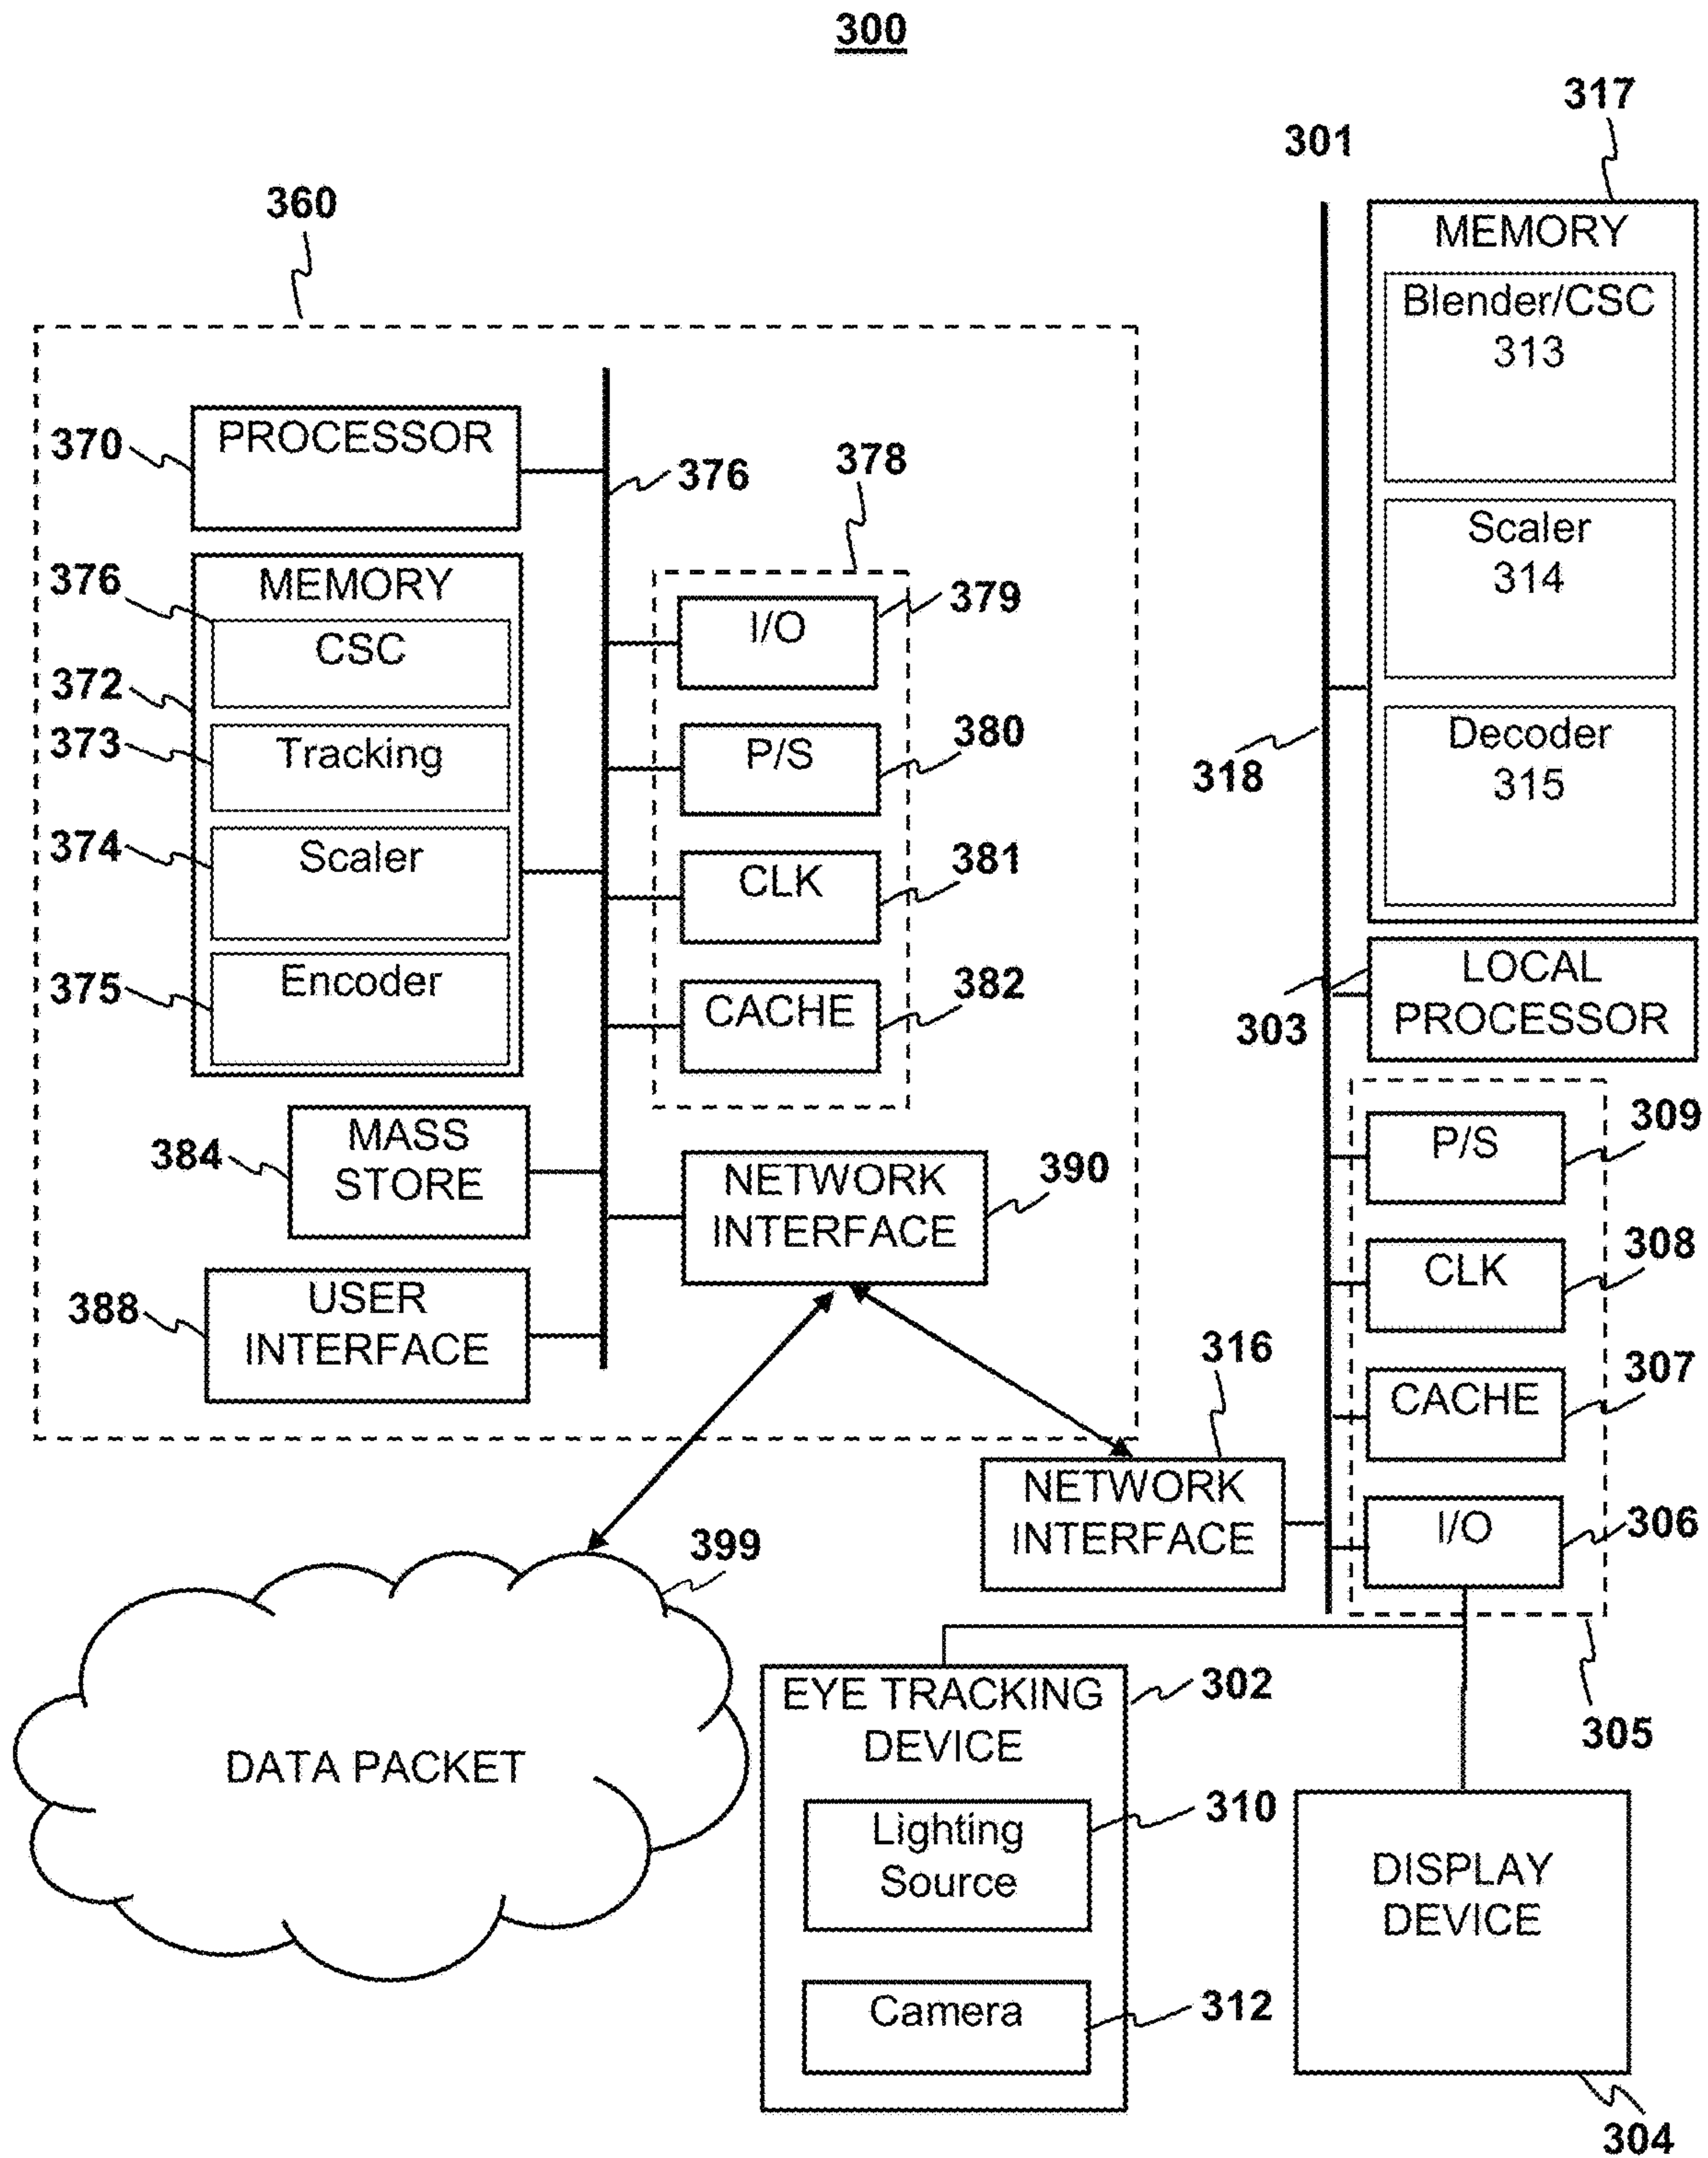 300
317
301
360
MEMORY
Blender/CSC
313
Scaler
314
Decoder
315
318
LOCAL
PROCESSOR
303
PROCESSOR
370
376
378
MEMORY
376
CSC
372
373
Tracking
374
Scaler
375
Encoder
I/O
379
P/S
380
CLK
381
CACHE
382
MASS
STORE
384
NETWORK
INTERFACE
390
USER
INTERFACE
388
P/S
309
CLK
308
CACHE
307
I/O
306
316
NETWORK
INTERFACE
399
DATA PACKET
EYE TRACKING
DEVICE
302
305
Lighting
Source
310
Camera
312
DISPLAY
DEVICE
304